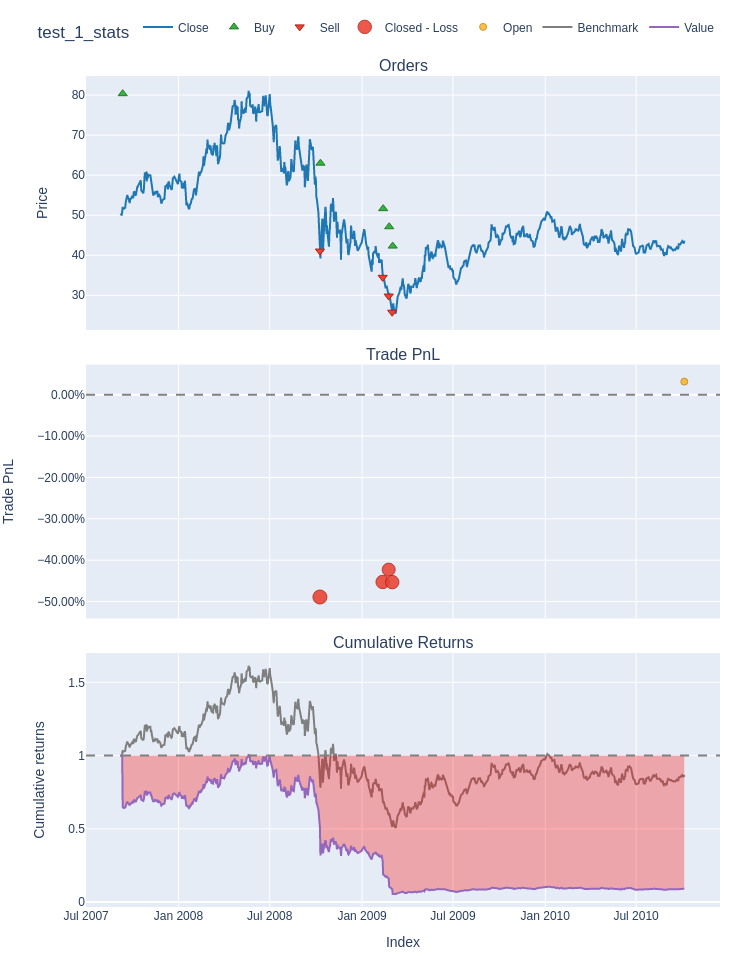 test_1_stats
Close Buy Sell Closed - Loss Open Benchmark Value
Orders
80
70
60
50
40
30
Price
Trade PnL
0.00%
−10.00%
−20.00%
−30.00%
−40.00%
−50.00%
Trade PnL
Cumulative Returns
1.5
1
0.5
0
Cumulative returns
Jul 2007 Jan 2008 Jul 2008 Jan 2009 Jul 2009 Jan 2010 Jul 2010
Index